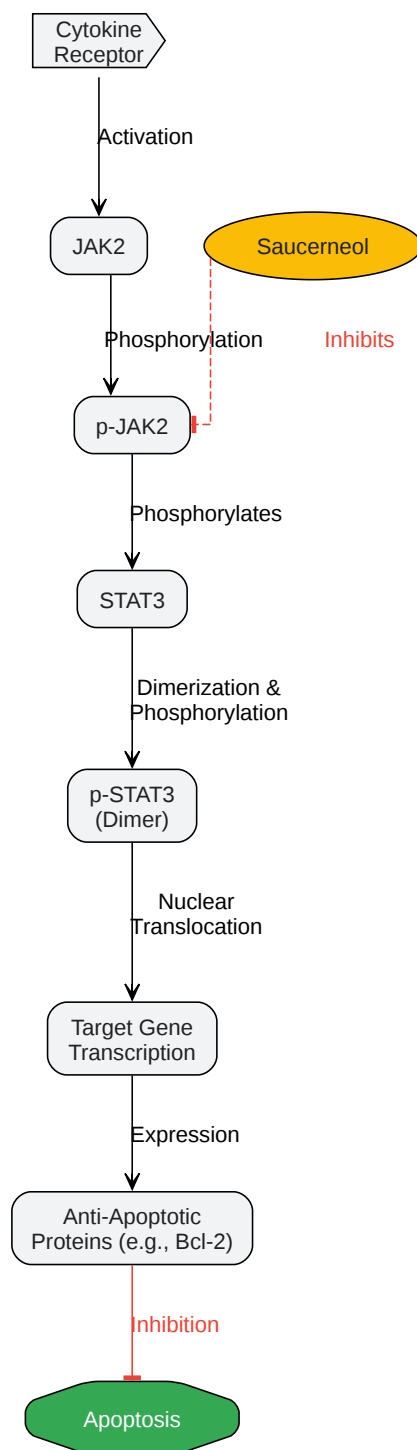 Cytokine
Receptor
Activation
JAK2
Saucerneol
Phosphorylation
Inhibits
p-JAK2
Phosphorylates
STAT3
Dimerization &
Phosphorylation
p-STAT3
(Dimer)
Nuclear
Translocation
Target Gene
Transcription
Expression
Anti-Apoptotic
Proteins (e.g., Bcl-2)
Inhibition
Apoptosis